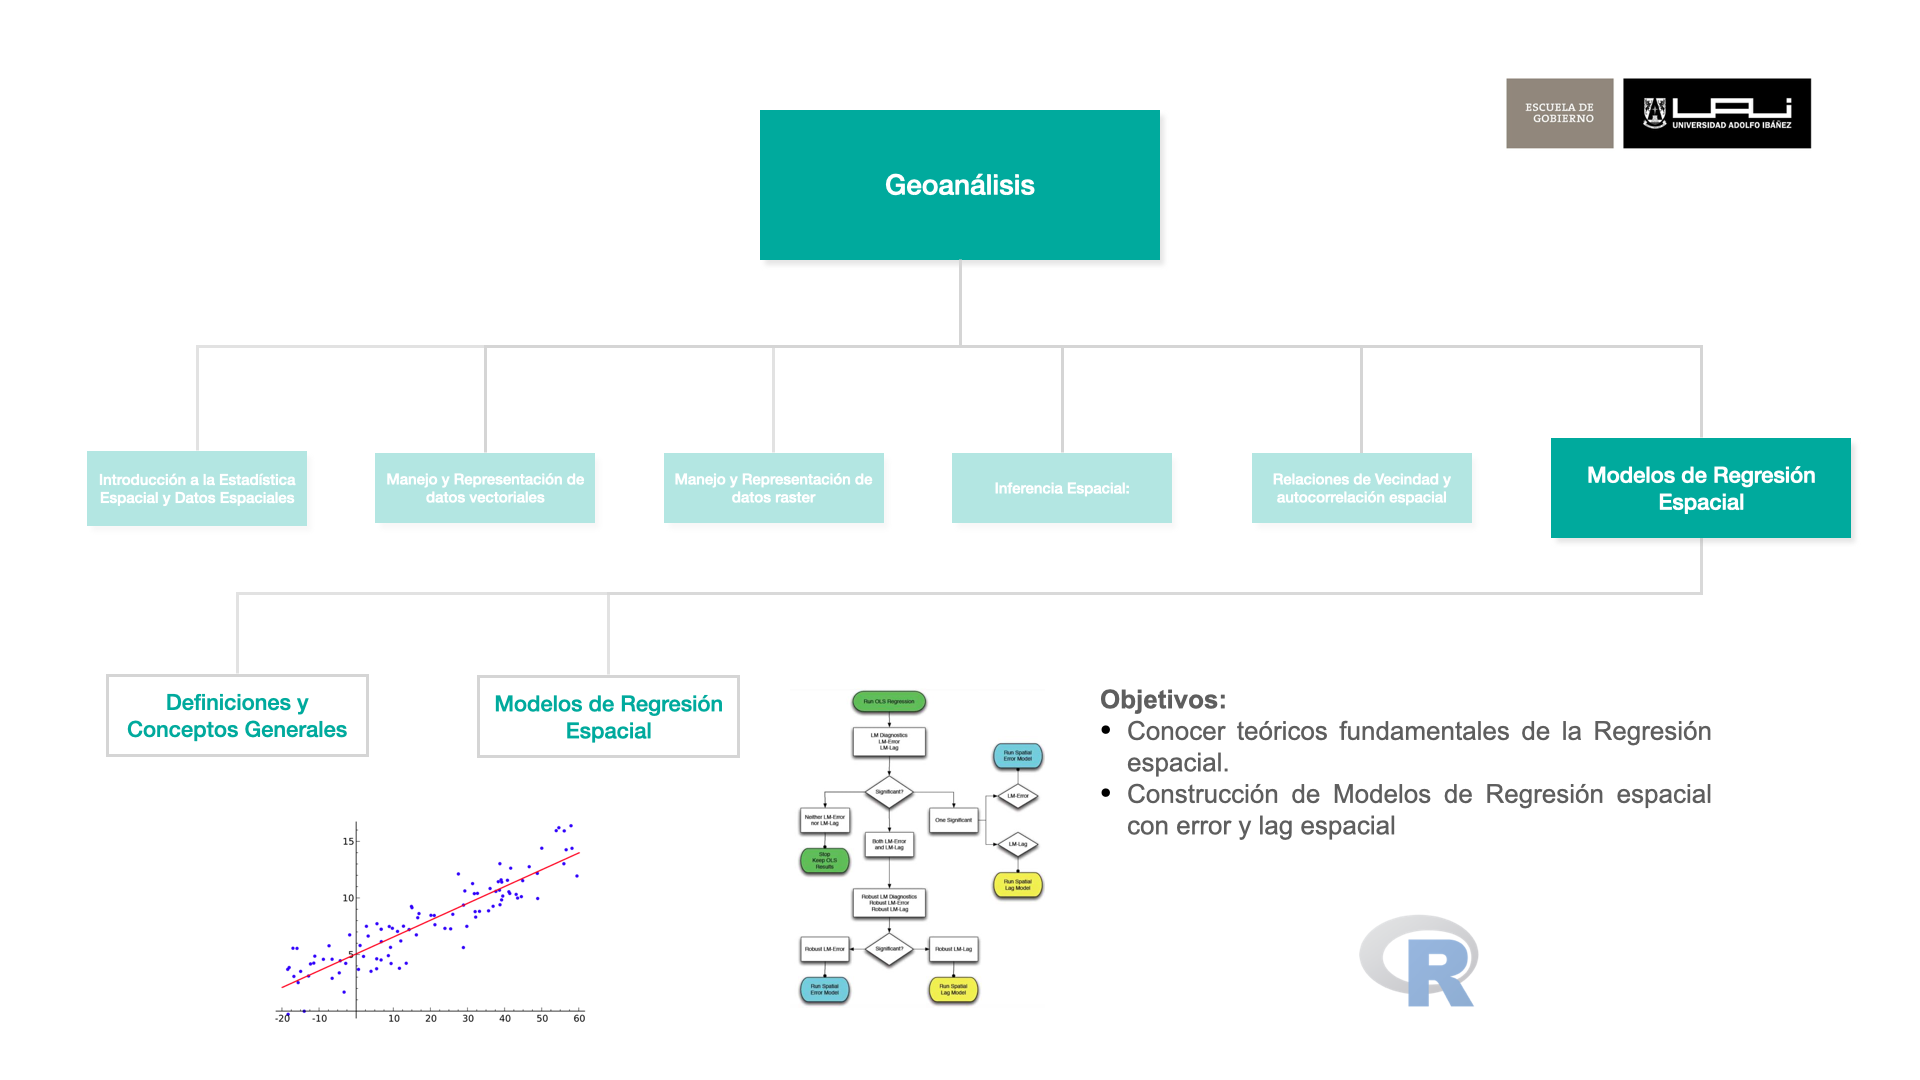 ESCUELA DE
GOBIERNO
UAI
UNIVERSIDAD ADOLFO IBÁÑEZ
Geoanálisis
Introducción a la Estadística
Espacial y Datos Espaciales
Manejo y Representación de
datos vectoriales
Manejo y Representación de
datos raster
Inferencia Espacial:
Relaciones de Vecindad y
autocorrelación espacial
Modelos de Regresión
Espacial
Definiciones y
Conceptos Generales
Modelos de Regresión
Espacial
Run OLS Regression
LM Diagnostics
LM-Error
LM-Lag
Significant?
Neither LM-Error
nor LM-Lag
Stop
Keep OLS
Results
Both LM-Error
and LM-Lag
One Significant
LM-Error
Run Spatial
Error Model
LM-Lag
Run Spatial
Lag Model
Robust LM Diagnostics
Robust LM-Error
Robust LM-Lag
Significant?
Robust LM-Error
Robust LM-Lag
Run Spatial
Error Model
Run Spatial
Lag Model
Objetivos:
• Conocer teóricos fundamentales de la Regresión
espacial.
• Construcción de Modelos de Regresión espacial
con error y lag espacial
15
10
5
-20 -10 10 20 30 40 50 60
R